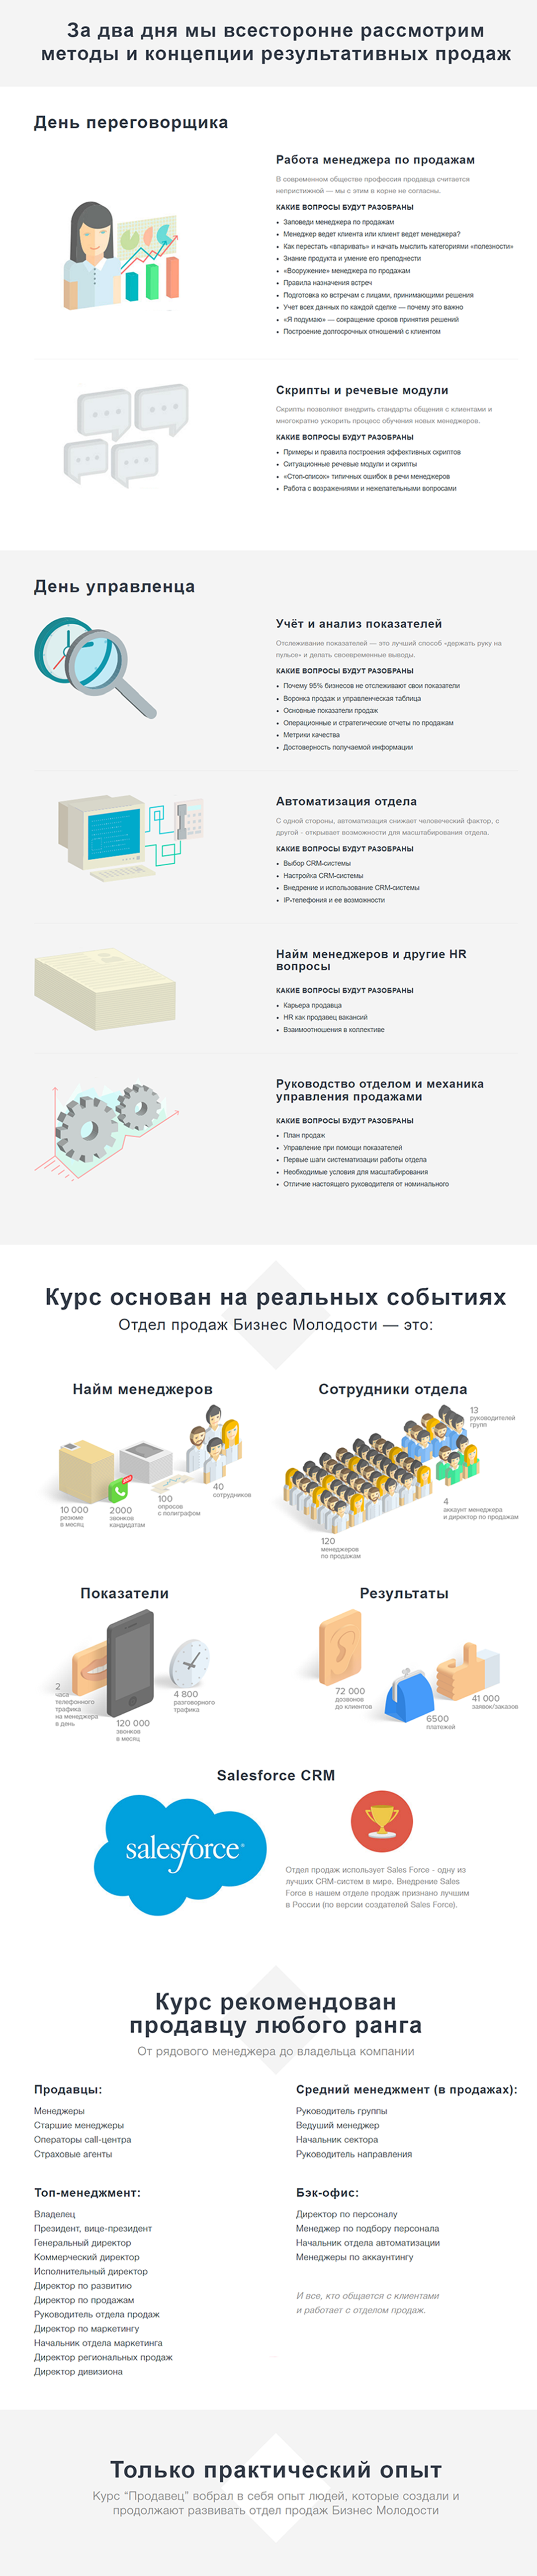 За два дня мы всесторонне рассмотрим
методы и концепции результативных продаж
День переговорщика
Работа менеджера по продажам
В современном обществе профессия продавца считается
непристижной — мы с этим в корне не согласны.
КАКИЕ ВОПРОСЫ БУДУТ РАЗОБРАНЫ
• Заповеди менеджера по продажам
• Менеджер ведет клиента или клиент ведет менеджера?
• Как перестать «впаривать» и начать мыслить категориями «полезности»
• Знание продукта и умение его преподнести
• «Вооружение» менеджера по продажам
• Правила назначения встреч
• Подготовка ко встречам с лицами, принимающими решения
• Учет всех данных по каждой сделке — почему это важно
• «Я подумаю» — сокращение сроков принятия решений
• Построение долгосрочных отношений с клиентом
Скрипты и речевые модули
Скрипты позволяют внедрить стандарты общения с клиентами и
многократно ускорить процесс обучения новых менеджеров.
КАКИЕ ВОПРОСЫ БУДУТ РАЗОБРАНЫ
• Примеры и правила построения эффективных скриптов
• Ситуационные речевые модули и скрипты
• «Стоп-список» типичных ошибок в речи менеджеров
• Работа с возражениями и нежелательными вопросами
День управленца
Учёт и анализ показателей
Отслеживание показателей — это лучший способ «держать руку на
пульсе» и делать своевременные выводы.
КАКИЕ ВОПРОСЫ БУДУТ РАЗОБРАНЫ
• Почему 95% бизнесов не отслеживают свои показатели
• Воронка продаж и управленческая таблица
• Основные показатели продаж
• Операционные и стратегические отчеты по продажам
• Метрики качества
• Достоверность получаемой информации
Автоматизация отдела
С одной стороны, автоматизация снижает человеческий фактор, с
другой - открывает возможности для масштабирования отдела.
КАКИЕ ВОПРОСЫ БУДУТ РАЗОБРАНЫ
• Выбор CRM-системы
• Настройка CRM-системы
• Внедрение и использование CRM-системы
• IP-телефония и ее возможности
Найм менеджеров и другие HR
вопросы
КАКИЕ ВОПРОСЫ БУДУТ РАЗОБРАНЫ
• Карьера продавца
• HR как продавец вакансий
• Взаимоотношения в коллективе
Руководство отделом и механика
управления продажами
КАКИЕ ВОПРОСЫ БУДУТ РАЗОБРАНЫ
• План продаж
• Управление при помощи показателей
• Первые шаги систематизации работы отдела
• Необходимые условия для масштабирования
• Отличие настоящего руководителя от номинального
Курс основан на реальных событиях
Отдел продаж Бизнес Молодости — это:
Найм менеджеров
10 000
резюме
в месяц
2000
звонков
кандидатам
100
опросов
с полиграфом
40
сотрудников
Сотрудники отдела
13
руководителей
групп
4
аккаунт менеджера
и директор по продажам
120
менеджеров
по продажам
Показатели
2
часа
телефонного
трафика
на менеджера
в день
120 000
звонков
в месяц
4 800
разговорного
трафика
Результаты
72 000
дозвонов
до клиентов
6500
платежей
41 000
заявок/заказов
Salesforce CRM
salesforce
Отдел продаж использует Sales Force - одну из
лучших CRM-систем в мире. Внедрение Sales
Force в нашем отделе продаж признано лучшим
в России (по версии создателей Sales Force).
Курс рекомендован
продавцу любого ранга
От рядового менеджера до владельца компании
Продавцы:
Менеджеры
Старшие менеджеры
Операторы call-центра
Страховые агенты
Средний менеджмент (в продажах):
Руководитель группы
Ведуший менеджер
Начальник сектора
Руководитель направления
Топ-менеджмент:
Владелец
Президент, вице-президент
Генеральный директор
Коммерческий директор
Исполнительный директор
Директор по развитию
Директор по продажам
Руководитель отдела продаж
Директор по маркетингу
Начальник отдела маркетинга
Директор региональных продаж
Директор дивизиона
Бэк-офис:
Директор по персоналу
Менеджер по подбору персонала
Начальник отдела автоматизации
Менеджеры по аккаунтингу
И все, кто общается с клиентами
и работает с отделом продаж.
Только практический опыт
Курс “Продавец” вобрал в себя опыт людей, которые создали и
продолжают развивать отдел продаж Бизнес Молодости